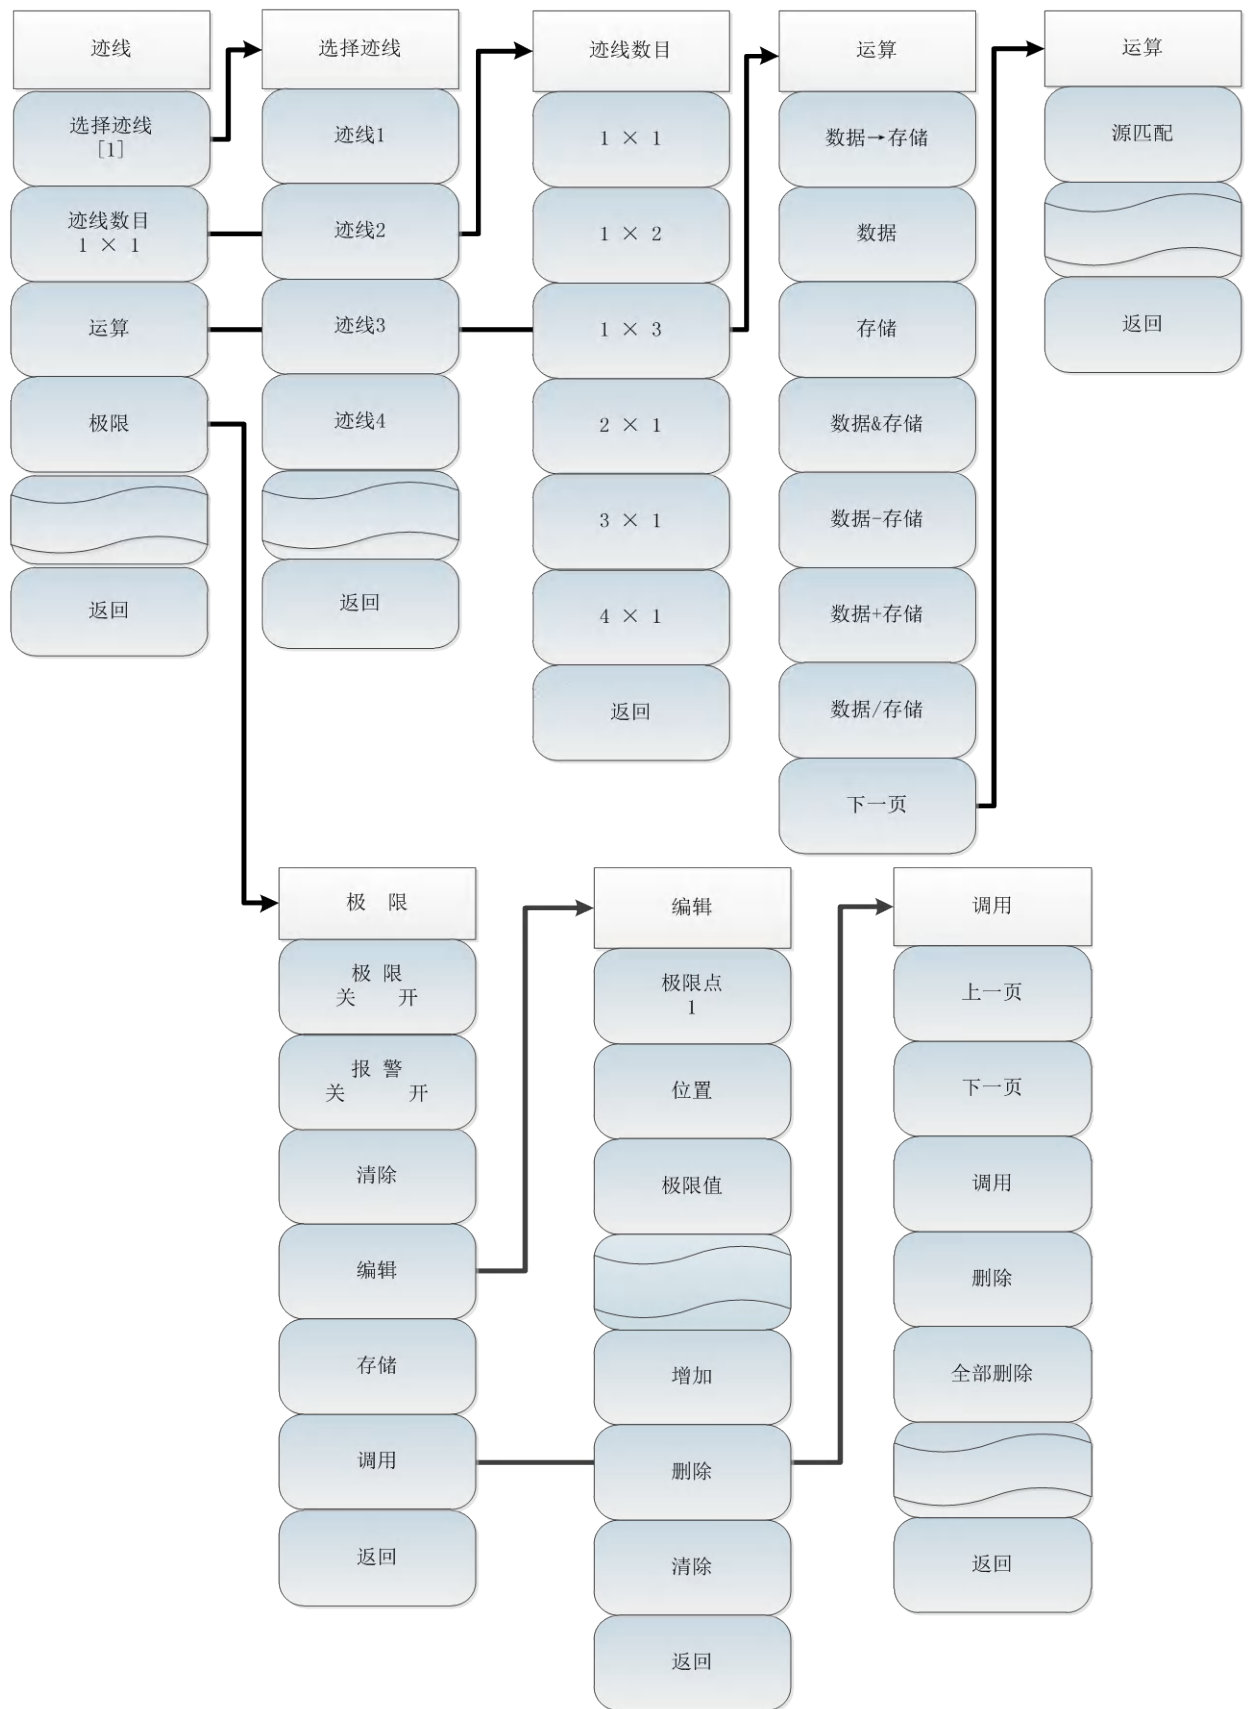 迹线
选择迹线
[1]
迹线数目
1 × 1
运算
极限
返回
选择迹线
迹线1
迹线2
迹线3
迹线4
返回
迹线数目
1 × 1
1 × 2
1 × 3
2 × 1
3 × 1
4 × 1
返回
运算
数据→存储
数据
存储
数据&存储
数据-存储
数据+存储
数据/存储
下一页
运算
源匹配
返回
极 限
极 限
关 开
报 警
关 开
清除
编辑
存储
调用
返回
编辑
极限点
1
位置
极限值
增加
删除
清除
返回
调用
上一页
下一页
调用
删除
全部删除
返回